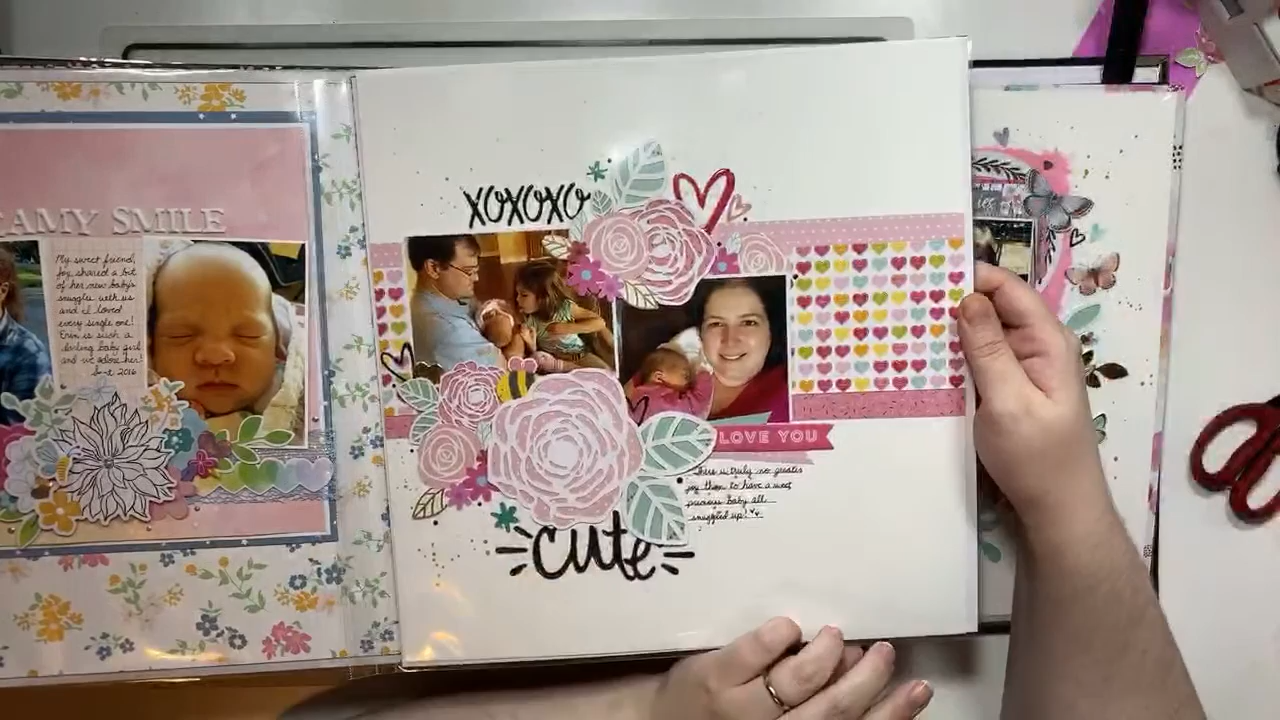 AMY SMILE
My sweet friend,
Joy shared a bit
of her new baby's
snuggles with us
and I loved
every single one!
Erin is such a
darling baby girl
and we adore her!
2016
XOXOXO
LOVE YOU
There is truly no greater
joy than to have a sweet
precious baby all
snuggled up!
cute